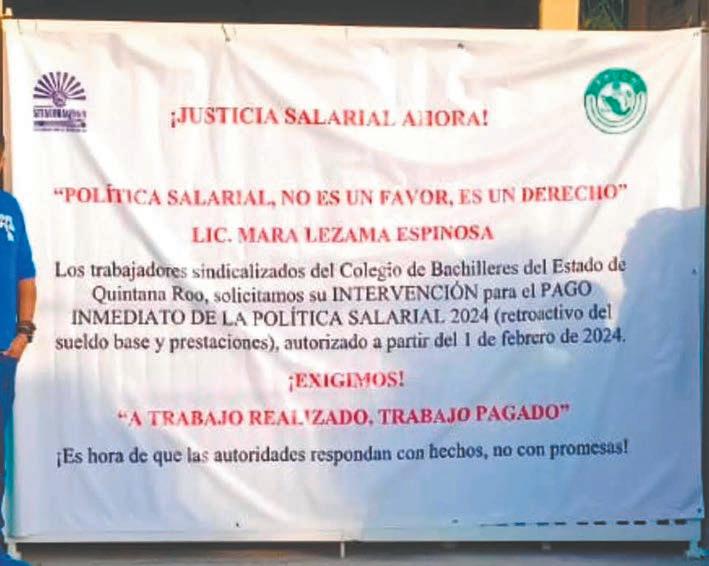 ¡JUSTICIA SALARIAL AHORA!
“POLÍTICA SALARIAL, NO ES UN FAVOR, ES UN DERECHO”
LIC. MARA LEZAMA ESPINOSA
Los trabajadores sindicalizados del Colegio de Bachilleres del Estado de
Quintana Roo, solicitamos su INTERVENCIÓN para el PAGO
INMEDIATO DE LA POLÍTICA SALARIAL 2024 (retroactivo del
sueldo base y prestaciones), autorizado a partir del 1 de febrero de 2024.
¡EXIGIMOS!
“A TRABAJO REALIZADO, TRABAJO PAGADO”
¡Es hora de que las autoridades respondan con hechos, no con promesas!